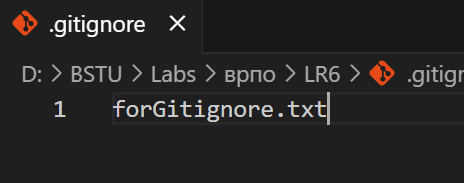 .gitignore
D: > BSTU > Labs > врпо > LR6 > .gitign
1 forGitignore.txt